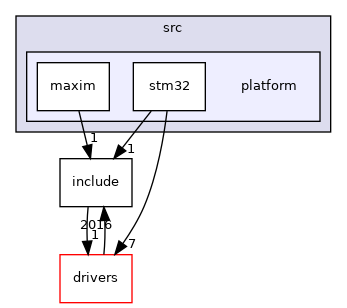 src
maxim
stm32
platform
1
1
include
2016
1
7
drivers